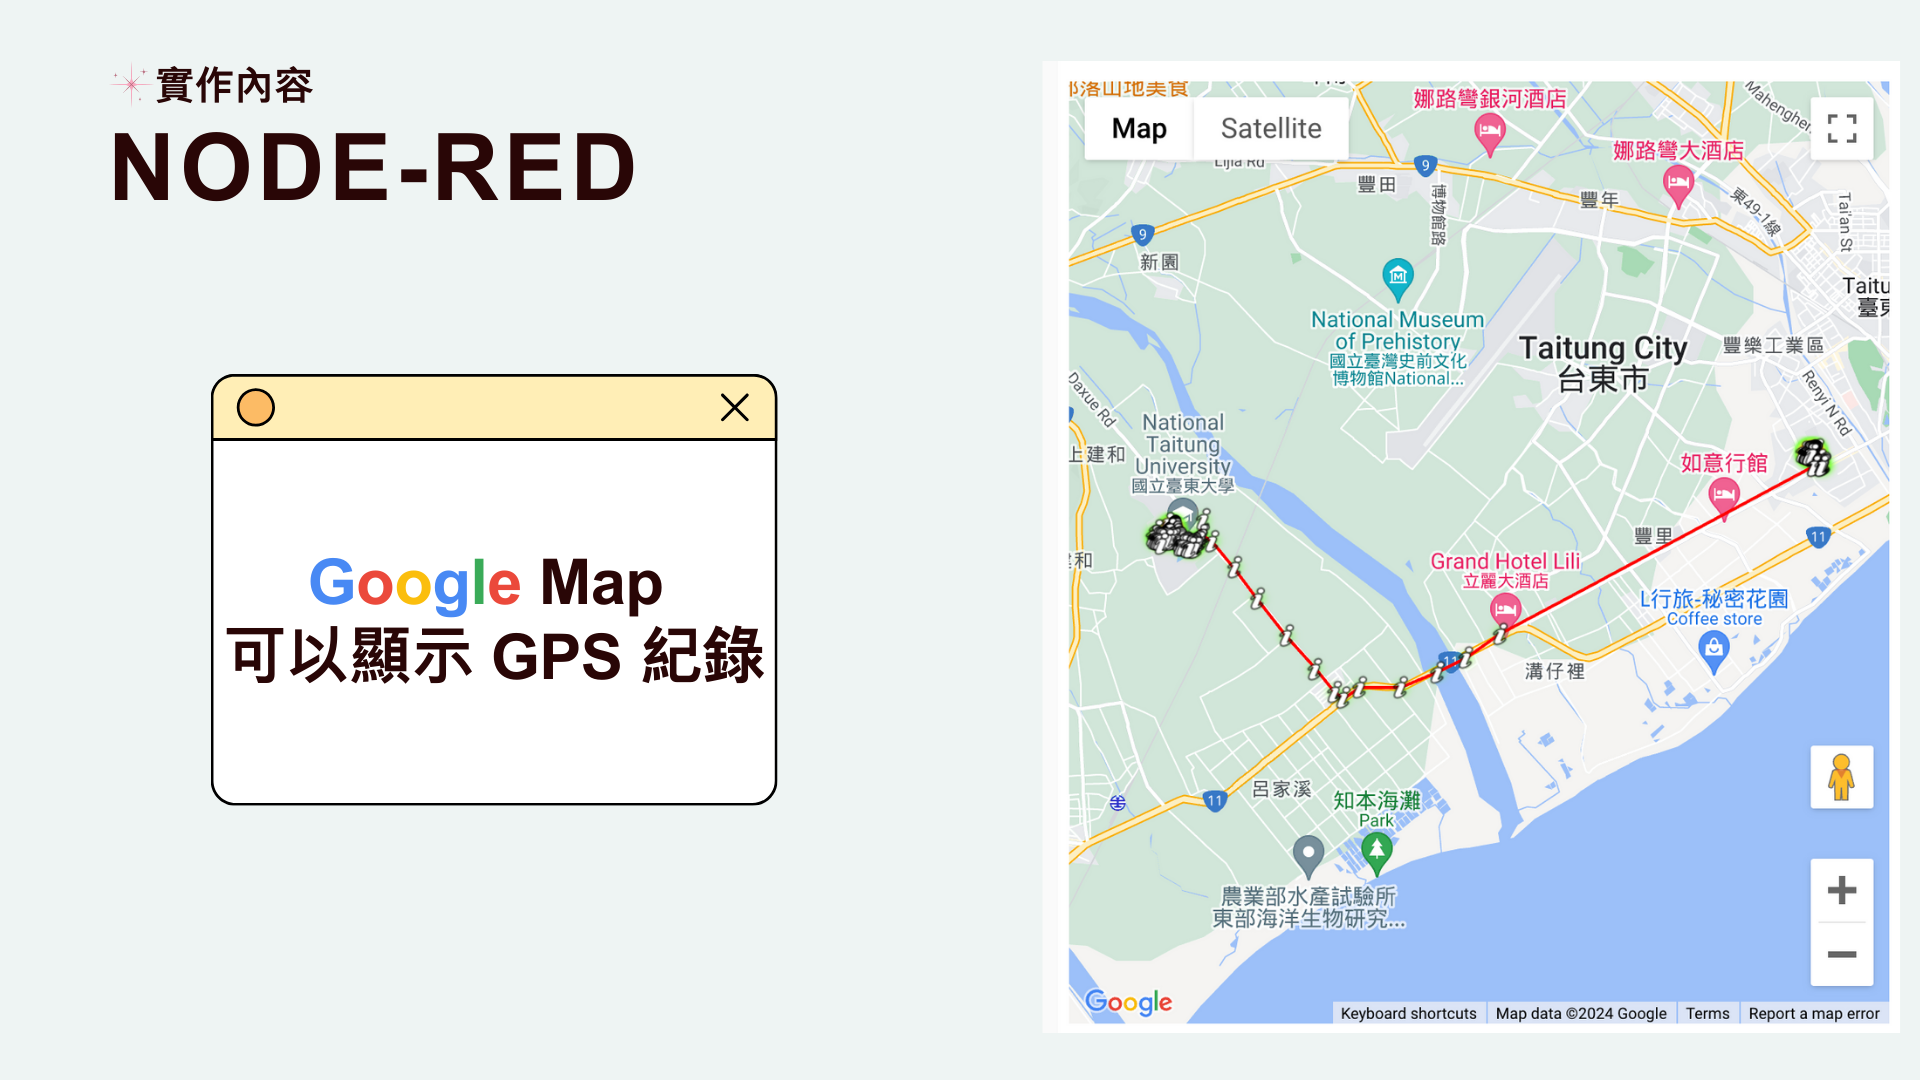 實作內容
NODE-RED
Google Map
可以顯示 GPS 紀錄
部落山地美食
Map
Satellite
Lijia Rd
娜路彎銀河酒店
Mahengheng
娜路彎大酒店
9
豐田
博物館路
豐年
東49-1線
Tai'an St
9
新園
National Museum
of Prehistory
國立臺灣史前文化
博物館National...
Taitung City
台東市
豐樂工業區
Taitu
臺東
Renyi N Rd
Daxue Rd
National
Taitung
University
國立臺東大學
上建和
如意行館
建和
豐里
11
Grand Hotel Lili
立麗大酒店
L行旅-秘密花園
Coffee store
11
溝仔裡
呂家溪
11
知本海灘
Park
農業部水產試驗所
東部海洋生物研究...
Google
Keyboard shortcuts
Map data ©2024 Google
Terms
Report a map error